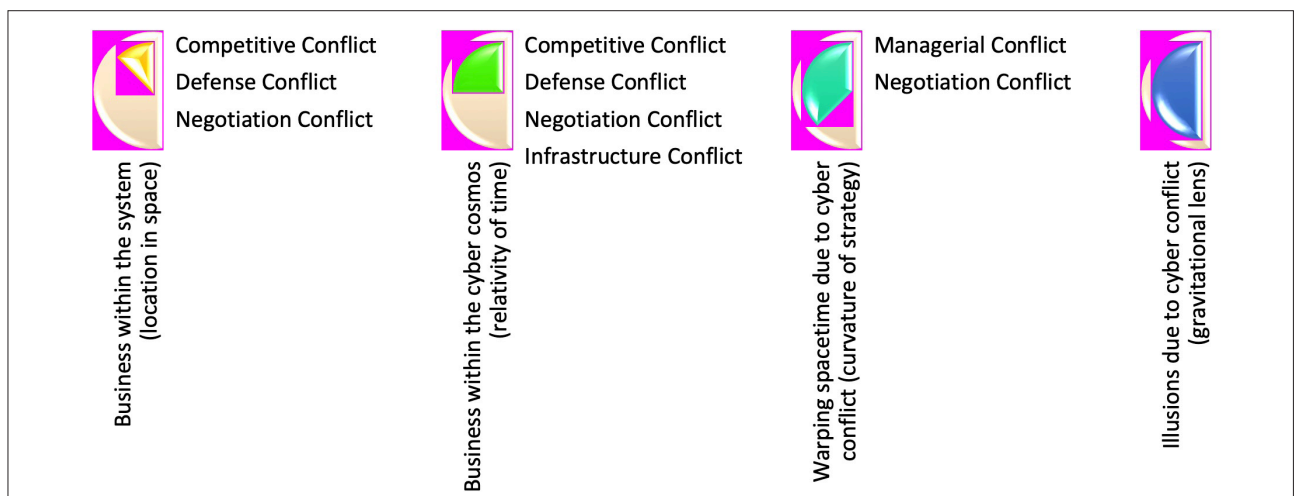 Competitive Conflict
Defense Conflict
Negotiation Conflict
Business within the system
(location in space)
Competitive Conflict
Defense Conflict
Negotiation Conflict
Infrastructure Conflict
Business within the cyber cosmos
(relativity of time)
Managerial Conflict
Negotiation Conflict
Warping spacetime due to cyber
conflict (curvature of strategy)
Illusions due to cyber conflict
(gravitational lens)